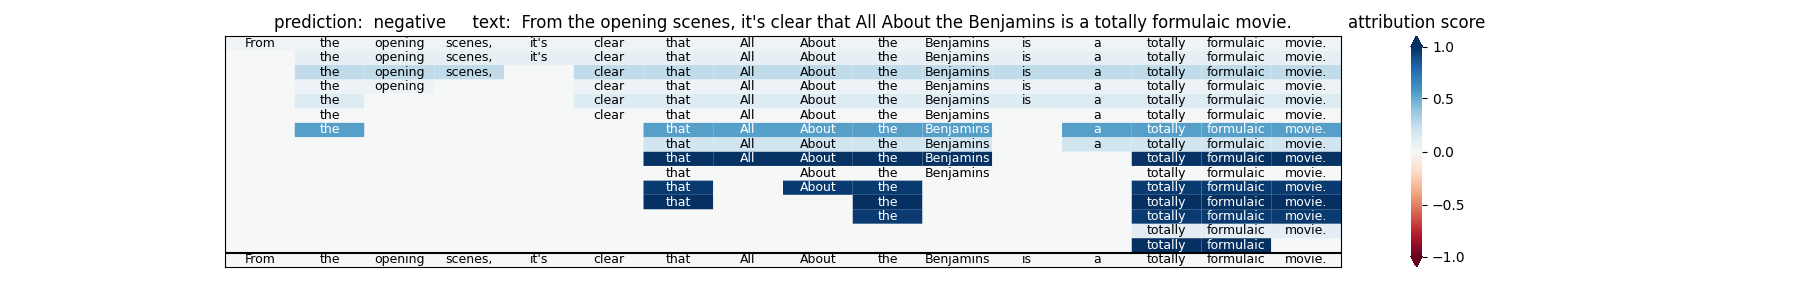 prediction:  negative     text:  From the opening scenes, it's clear that All About the Benjamins is a totally formulaic movie.     attribution score
From the opening scenes, it's clear that All About the Benjamins is a totally formulaic movie.
the opening scenes, it's clear that All About the Benjamins is a totally formulaic movie.
the opening scenes, clear that All About the Benjamins is a totally formulaic movie.
the opening clear that All About the Benjamins is a totally formulaic movie.
the clear that All About the Benjamins is a totally formulaic movie.
the clear that All About the Benjamins totally formulaic movie.
the that All About the Benjamins a totally formulaic movie.
that All About the Benjamins a totally formulaic movie.
that All About the Benjamins totally formulaic movie.
that About the Benjamins totally formulaic movie.
that About the totally formulaic movie.
that the totally formulaic movie.
the totally formulaic movie.
totally formulaic movie.
totally formulaic
From the opening scenes, it's clear that All About the Benjamins is a totally formulaic movie.
1.0
0.5
0.0
−0.5
−1.0